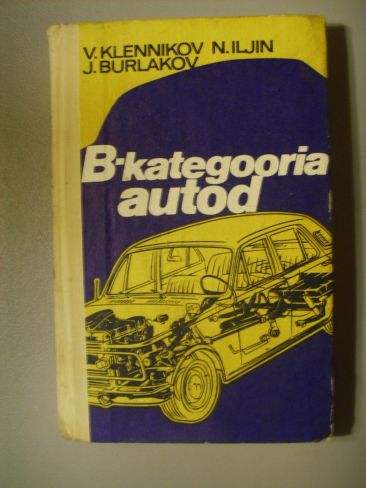 V. KLENNIKOV N. ILJIN
J. BURLAKOV
B-kategooria
autod